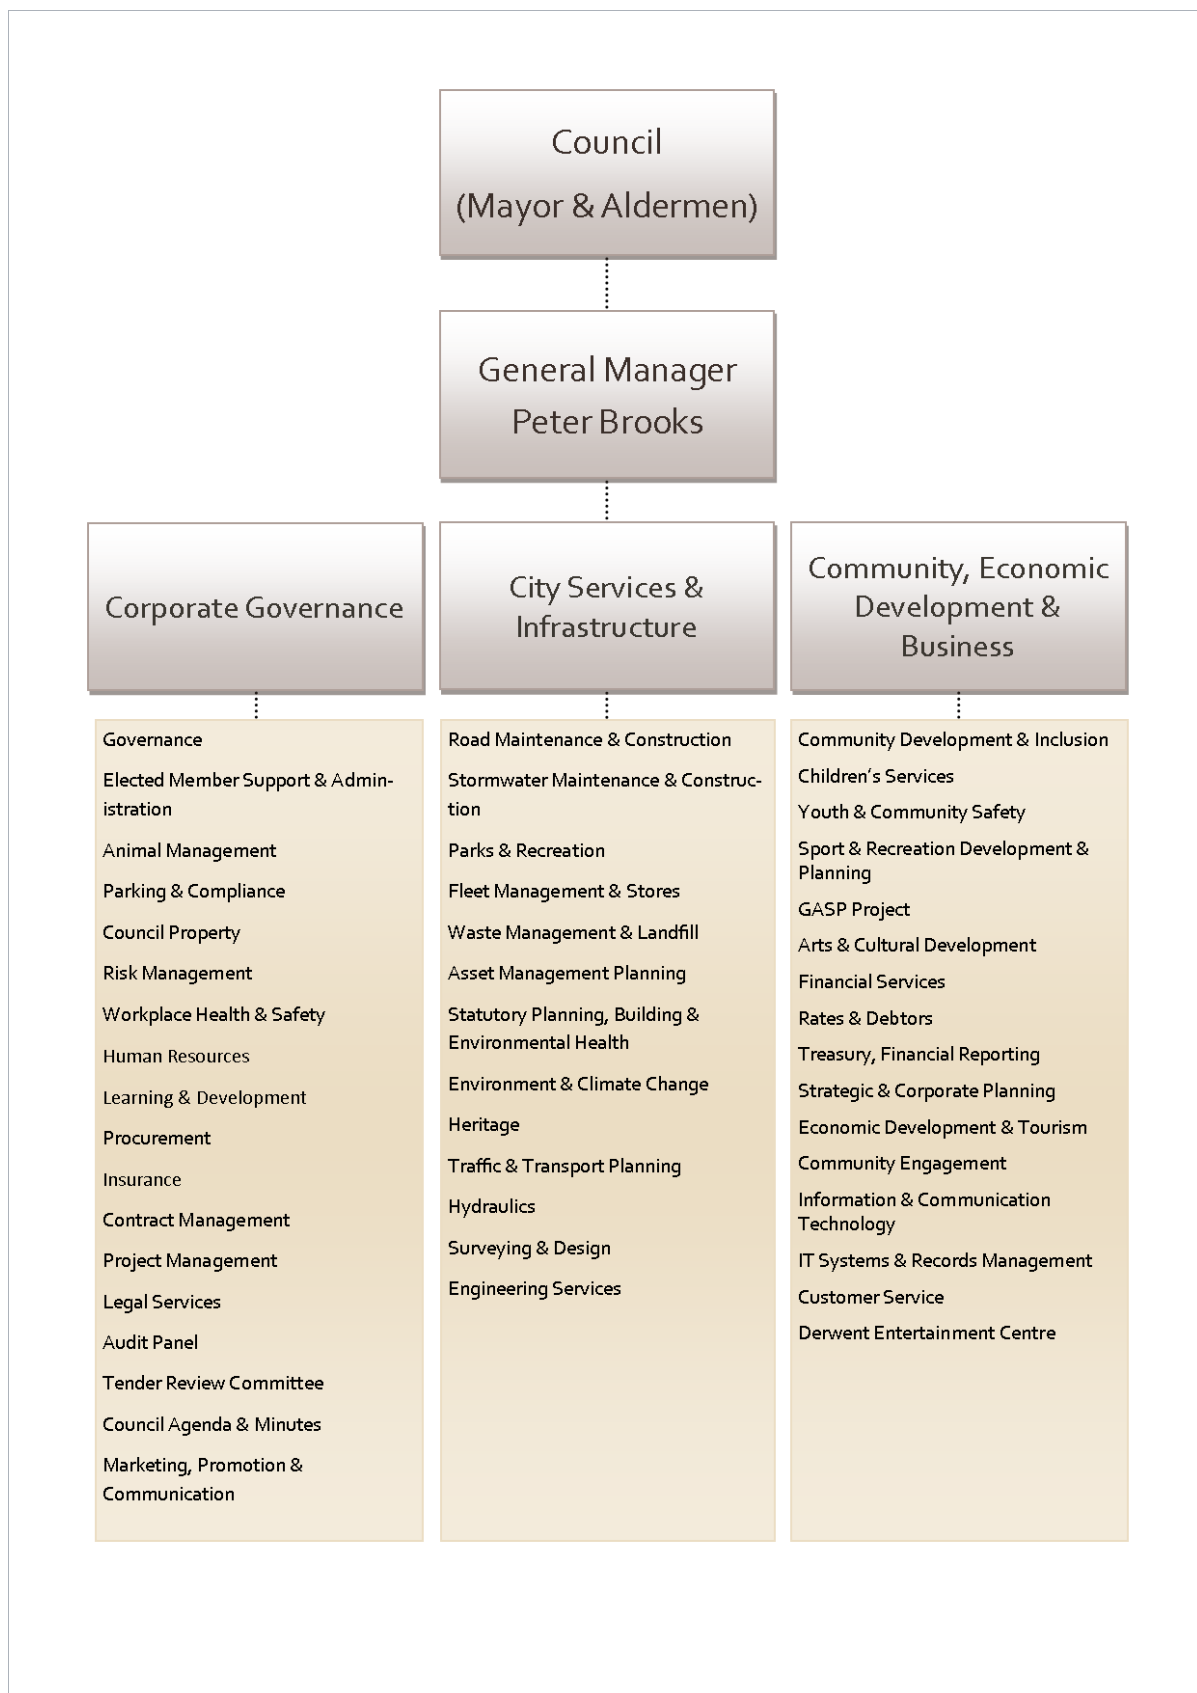 Council
(Mayor & Aldermen)
General Manager
Peter Brooks
Corporate Governance
City Services &
Infrastructure
Community, Economic
Development &
Business
Governance
Elected Member Support & Admin-
istration
Animal Management
Parking & Compliance
Council Property
Risk Management
Workplace Health & Safety
Human Resources
Learning & Development
Procurement
Insurance
Contract Management
Project Management
Legal Services
Audit Panel
Tender Review Committee
Council Agenda & Minutes
Marketing, Promotion &
Communication
Road Maintenance & Construction
Stormwater Maintenance & Construc-
tion
Parks & Recreation
Fleet Management & Stores
Waste Management & Landfill
Asset Management Planning
Statutory Planning, Building &
Environmental Health
Environment & Climate Change
Heritage
Traffic & Transport Planning
Hydraulics
Surveying & Design
Engineering Services
Community Development & Inclusion
Children's Services
Youth & Community Safety
Sport & Recreation Development &
Planning
GASP Project
Arts & Cultural Development
Financial Services
Rates & Debtors
Treasury, Financial Reporting
Strategic & Corporate Planning
Economic Development & Tourism
Community Engagement
Information & Communication
Technology
IT Systems & Records Management
Customer Service
Derwent Entertainment Centre